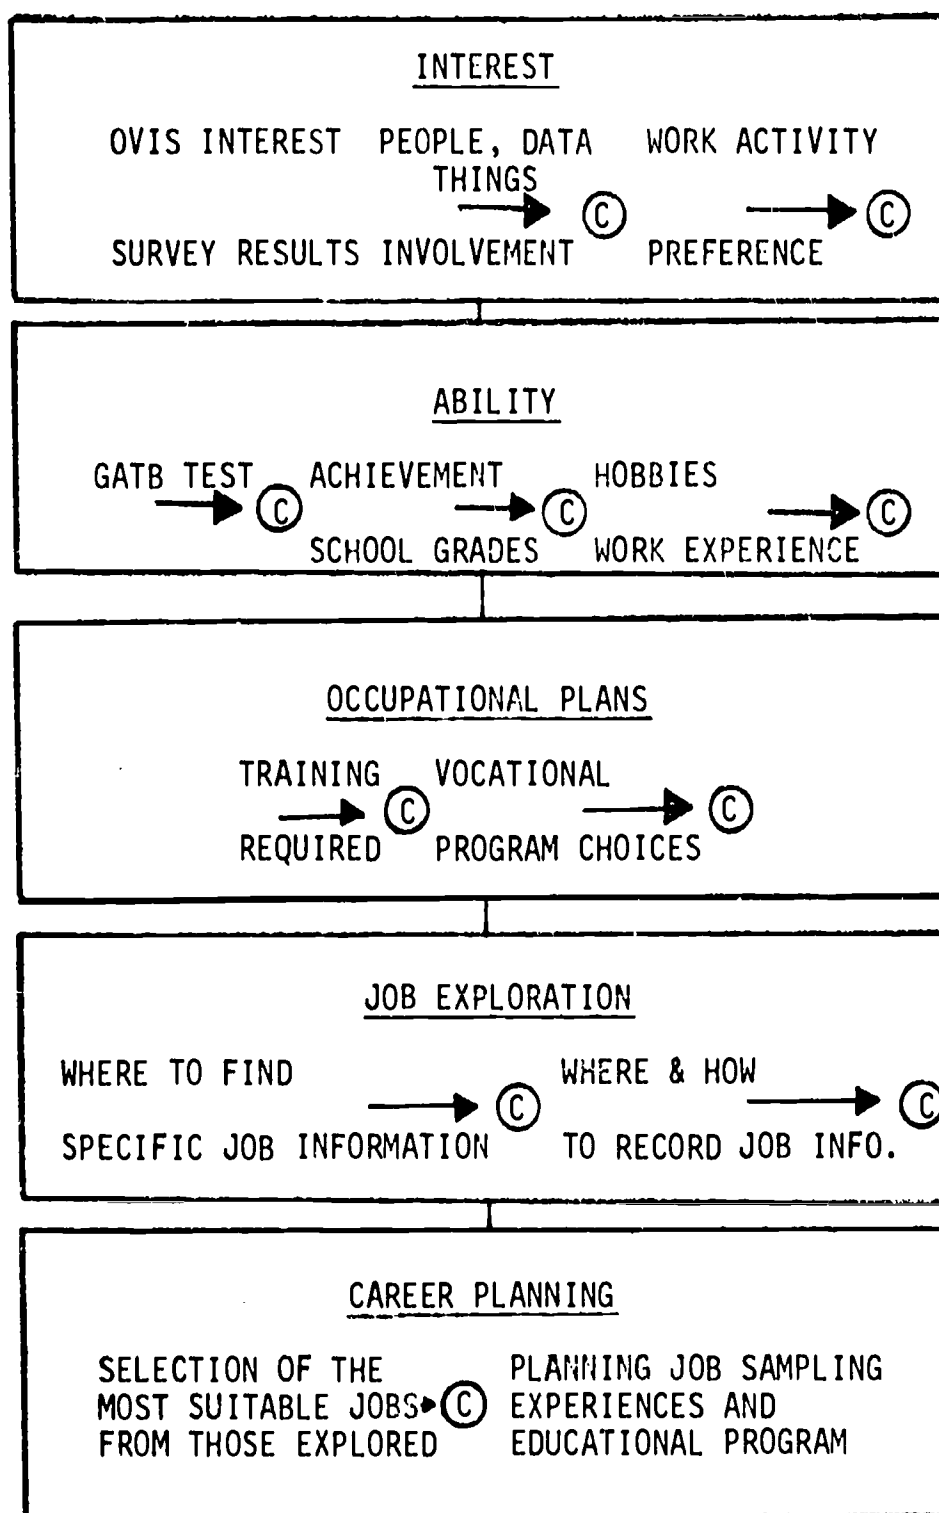 INTEREST
OVIS INTEREST PEOPLE, DATA WORK ACTIVITY
THINGS
C C
SURVEY RESULTS INVOLVEMENT PREFERENCE
ABILITY
GATB TEST ACHIEVEMENT HOBBIES
C C C
SCHOOL GRADES WORK EXPERIENCE
OCCUPATIONAL PLANS
TRAINING VOCATIONAL
C C
REQUIRED PROGRAM CHOICES
JOB EXPLORATION
WHERE TO FIND WHERE & HOW
C C
SPECIFIC JOB INFORMATION TO RECORD JOB INFO.
CAREER PLANNING
SELECTION OF THE PLANNING JOB SAMPLING
MOST SUITABLE JOBS C EXPERIENCES AND
FROM THOSE EXPLORED EDUCATIONAL PROGRAM